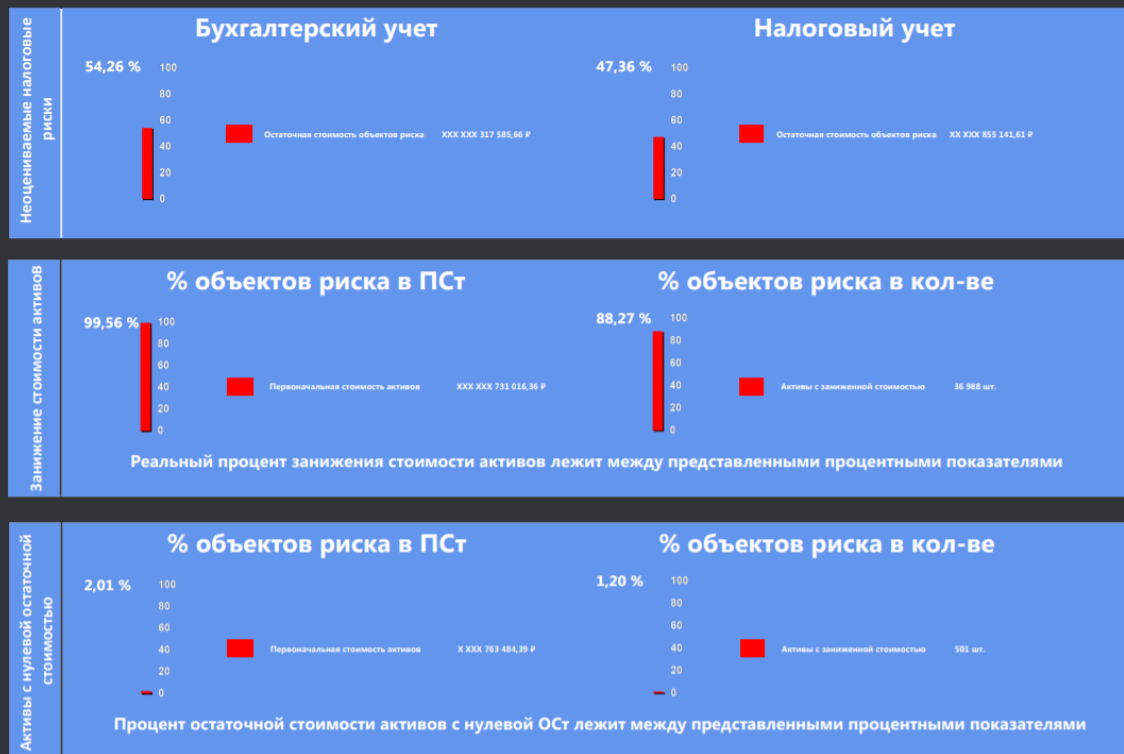 Неоцениваемые налоговые
риски
Бухгалтерский учет
54,26 %
100
80
60
40
20
0
Остаточная стоимость объектов риска XXX XXX 317 585,66 ₽
Налоговый учет
47,36 %
100
80
60
40
20
0
Остаточная стоимость объектов риска XX XXX 855 141,61 ₽
Занижение стоимости активов
% объектов риска в ПСт
99,56 %
100
80
60
40
20
0
Первоначальная стоимость активов XXX XXX 731 016,36 ₽
% объектов риска в кол-ве
88,27 %
100
80
60
40
20
0
Активы с заниженной стоимостью 36 988 шт.
Реальный процент занижения стоимости активов лежит между представленными процентными показателями
Активы с нулевой остаточной
стоимостью
% объектов риска в ПСт
2,01 %
100
80
60
40
20
0
Первоначальная стоимость активов X XXX 763 484,39 ₽
% объектов риска в кол-ве
1,20 %
100
80
60
40
20
0
Активы с заниженной стоимостью 501 шт.
Процент остаточной стоимости активов с нулевой ОСт лежит между представленными процентными показателями